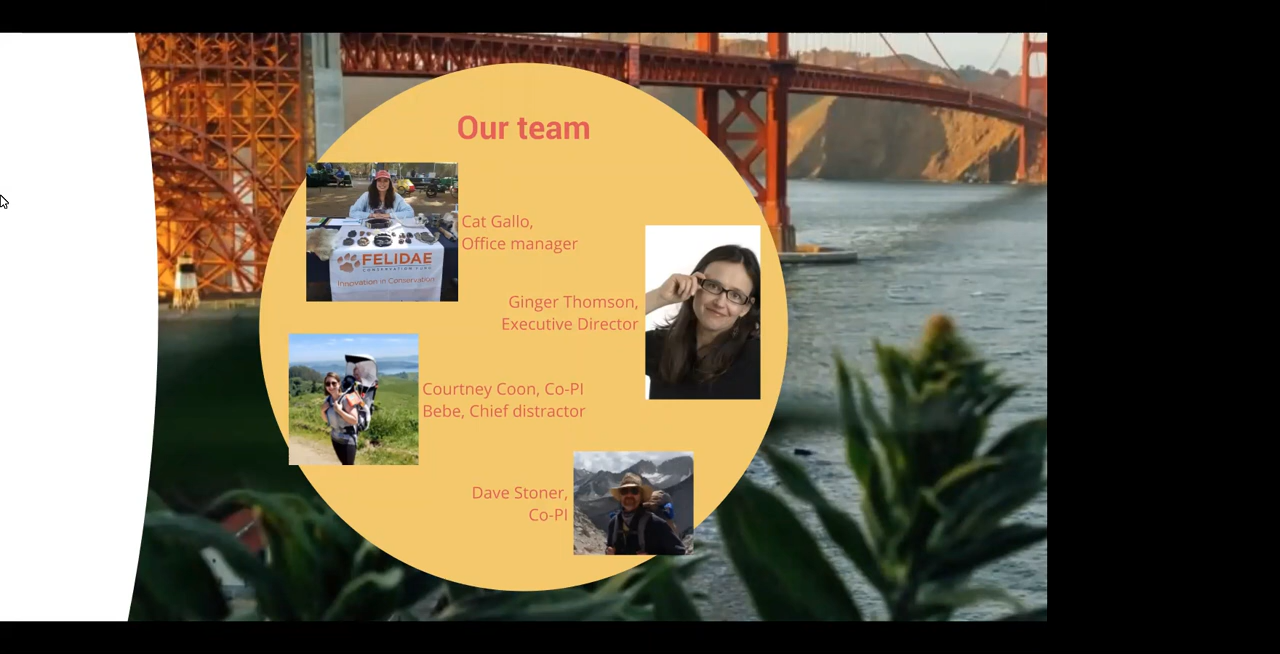 Our team
Cat Gallo,
Office manager
FELIDAE
CONSERVATION FUND
Innovation in Conservation
Ginger Thomson,
Executive Director
Courtney Coon, Co-PI
Bebe, Chief distractor
Dave Stoner,
Co-PI